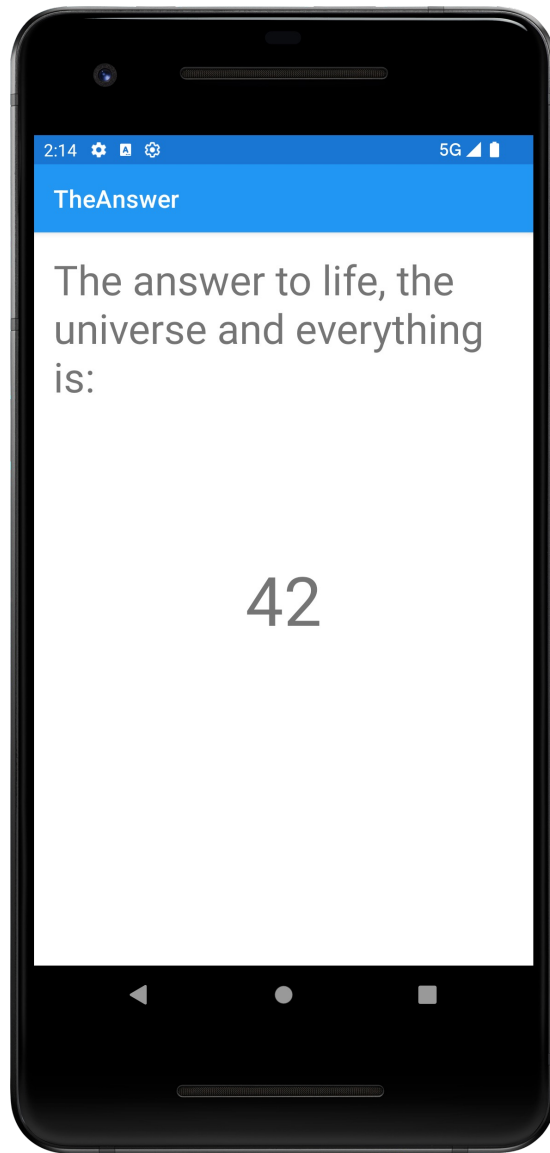 2:14
5G
TheAnswer
The answer to life, the
universe and everything
is:
42